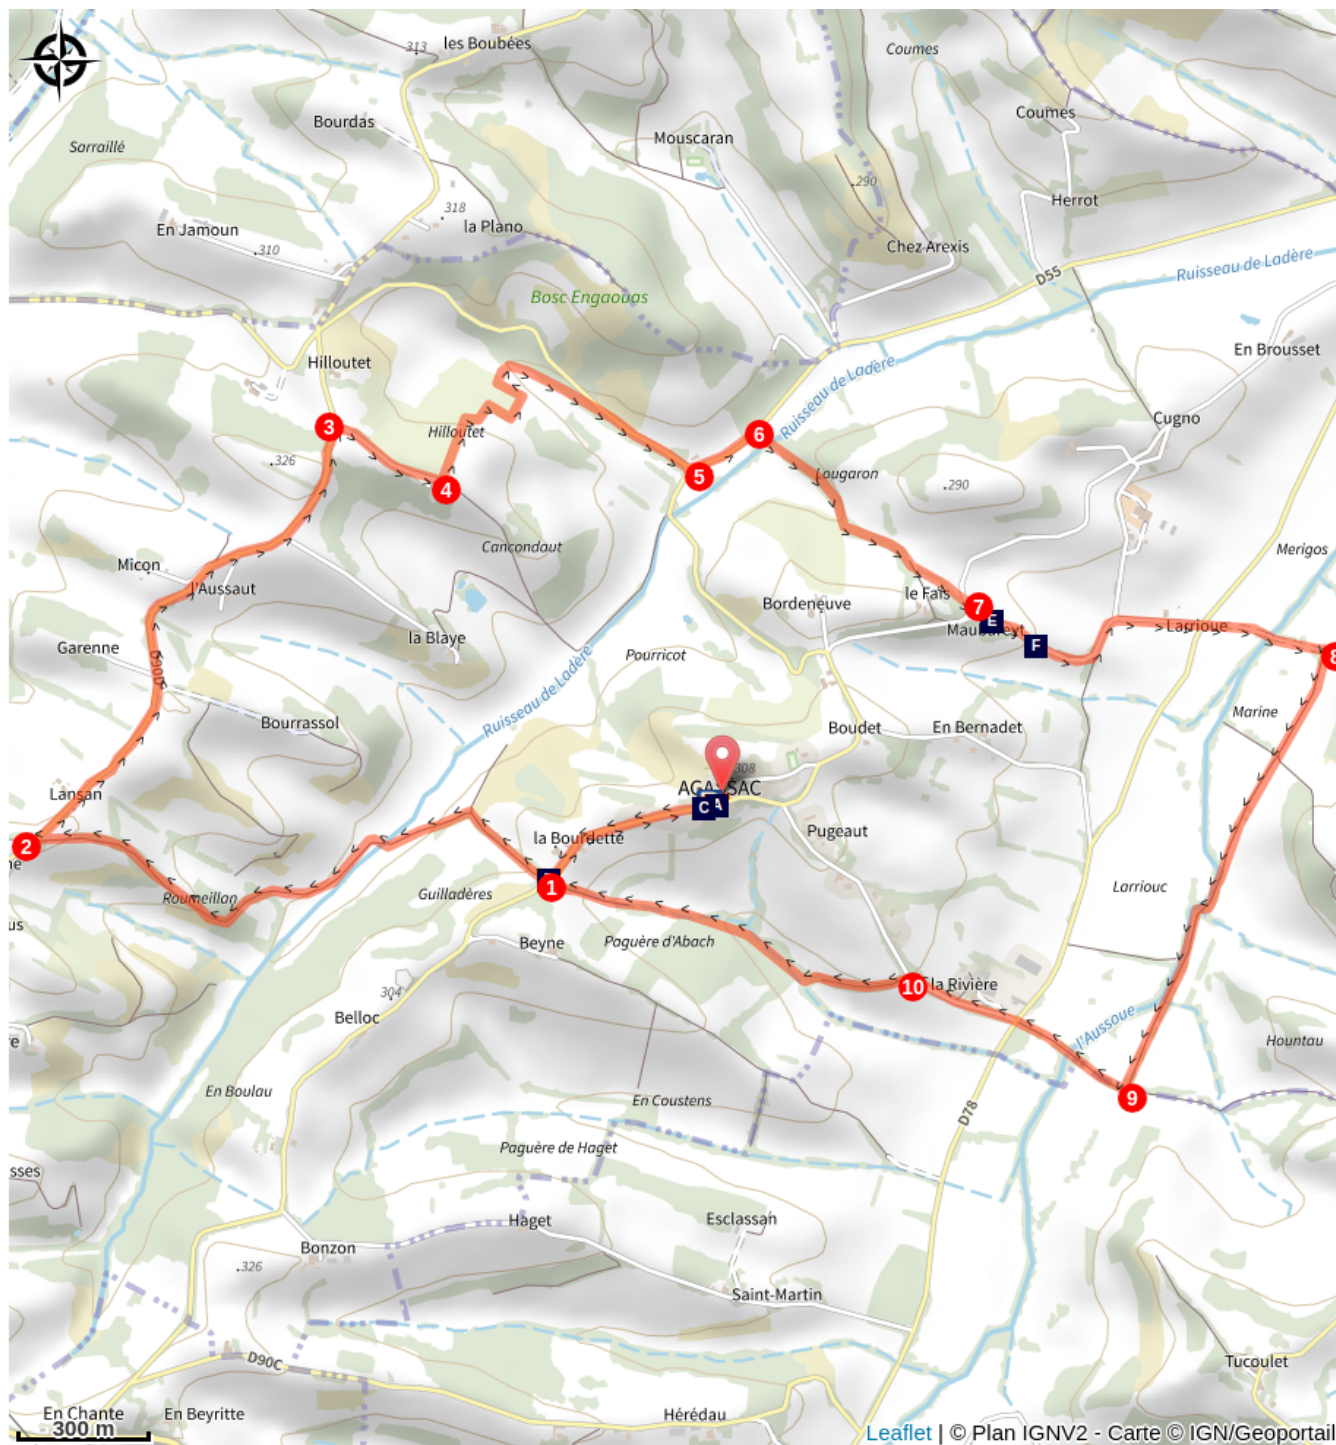 les Boubées
313
Coumes
Bourdas
Coumes
Mouscaran
Sarraillé
290
Herrot
318
la Plano
En Jamoun
310
Chez Arexis
Ruisseau de Ladère
D55
Bosc Engaouas
En Brousset
Hilloutet
Ruisseau de Ladère
Cugno
3
Hilloutet
6
326
5
Lougaron
4
290
Cancondaut
Merigos
Micon
l'Aussaut
le Faïs
Bordeneuve
7
E
Larrioue
la Blaye
F
Garenne
Pourricot
8
D90D
Ruisseau de Ladère
Marine
Bourrassol
Boudet
En Bernadet
308
Lansan
AGASSAC
C
A
Pugeaut
la Bourdette
2
1
Larriouc
Roumeillon
Guilladères
us
Beyne
Paguère d'Abach
10
la Rivière
304
Belloc
l'Aussoue
re
Hountau
En Boulau
9
En Coustens
D78
Paguère de Haget
sses
Haget
Esclassan
Bonzon
326
Saint-Martin
D90C
Tucoulet
En Chante
En Beyritte
Hérédau
300 m
Leaflet | © Plan IGNV2 - Carte © IGN/Geoportail